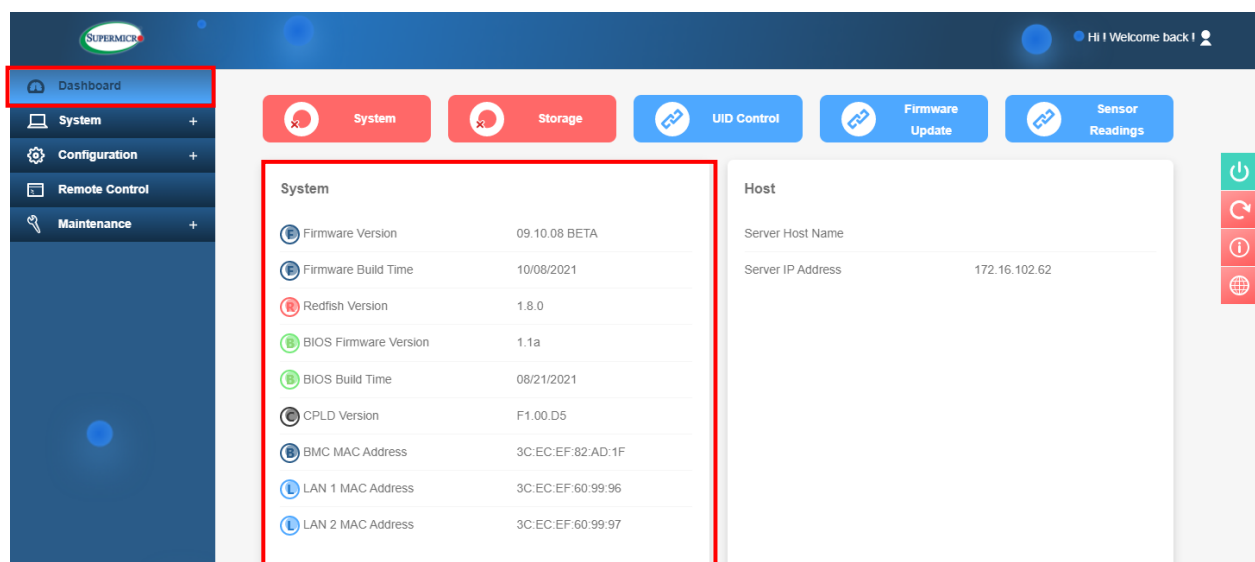 SUPERMICRO
Hi ! Welcome back !
Dashboard
System +
Configuration +
Remote Control
Maintenance +
System
Storage
UID Control
Firmware
Update
Sensor
Readings
System
F Firmware Version 09.10.08 BETA
F Firmware Build Time 10/08/2021
R Redfish Version 1.8.0
B BIOS Firmware Version 1.1a
B BIOS Build Time 08/21/2021
C CPLD Version F1.00.D5
B BMC MAC Address 3C:EC:EF:82:AD:1F
L LAN 1 MAC Address 3C:EC:EF:60:99:96
L LAN 2 MAC Address 3C:EC:EF:60:99:97
Host
Server Host Name
Server IP Address 172.16.102.62